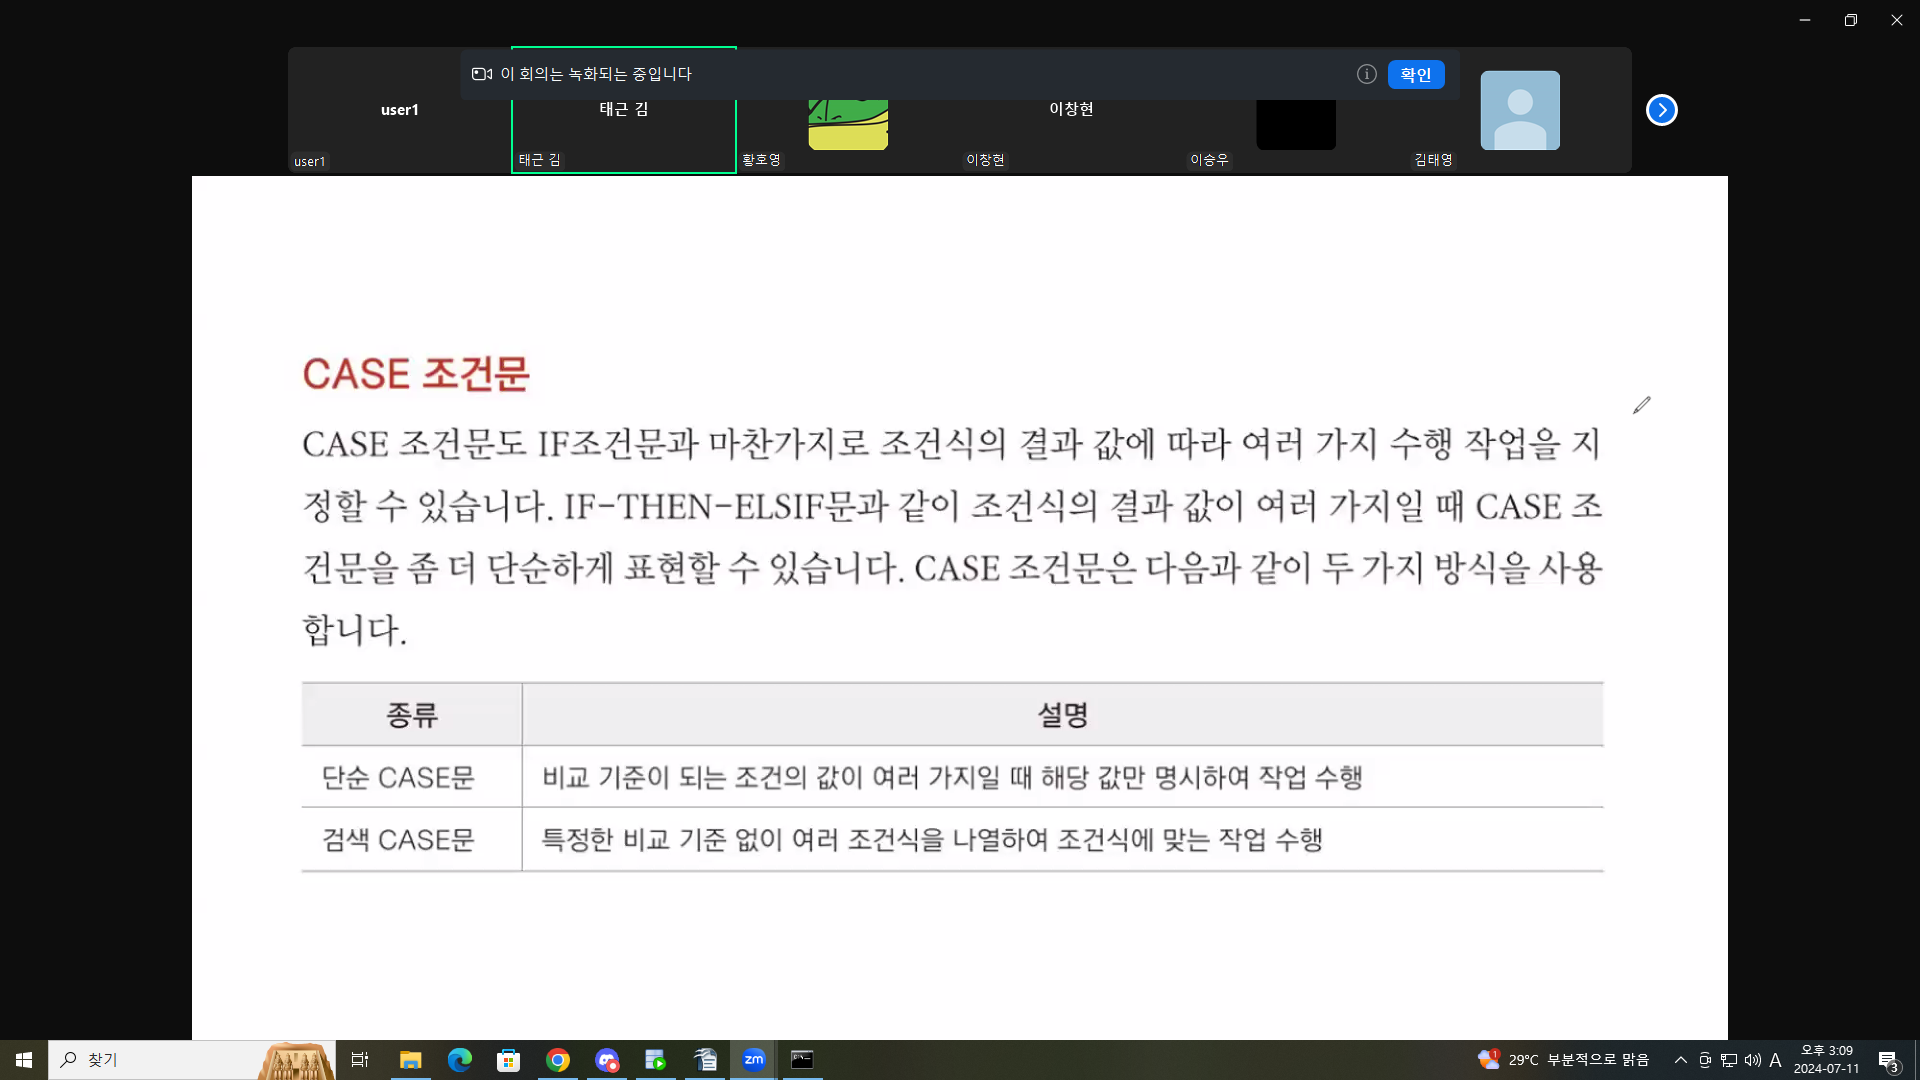 이 회의는 녹화되는 중입니다
확인
user1
태근 김
이창현
user1
태근 김
황호영
이창현
이승우
김태영
CASE 조건문
CASE 조건문도 IF조건문과 마찬가지로 조건식의 결과 값에 따라 여러 가지 수행 작업을 지
정할 수 있습니다. IF-THEN-ELSIF문과 같이 조건식의 결과 값이 여러 가지일 때 CASE 조
건문을 좀 더 단순하게 표현할 수 있습니다. CASE 조건문은 다음과 같이 두 가지 방식을 사용
합니다.
종류 설명
단순 CASE문 비교 기준이 되는 조건의 값이 여러 가지일 때 해당 값만 명시하여 작업 수행
검색 CASE문 특정한 비교 기준 없이 여러 조건식을 나열하여 조건식에 맞는 작업 수행
찾기
zm
1
29°C 부분적으로 맑음
A
오후 3:09
2024-07-11
3